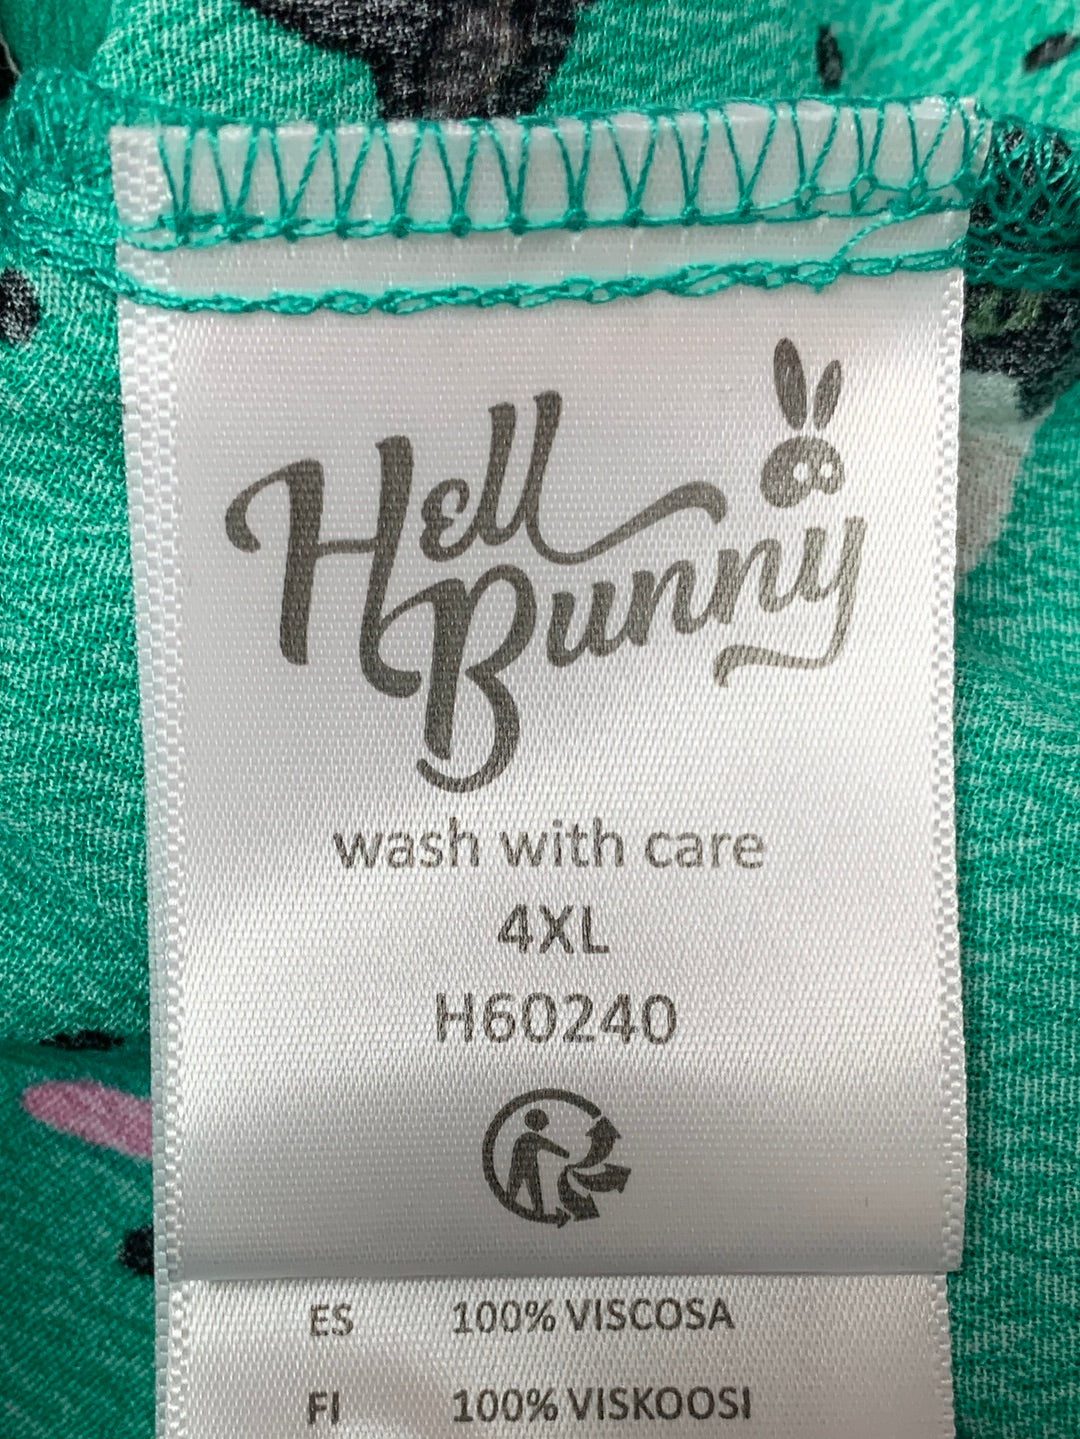 Hell
Bunny
wash with care
4XL
H60240
ES 100% VISCOSA
FI 100% VISKOOSI